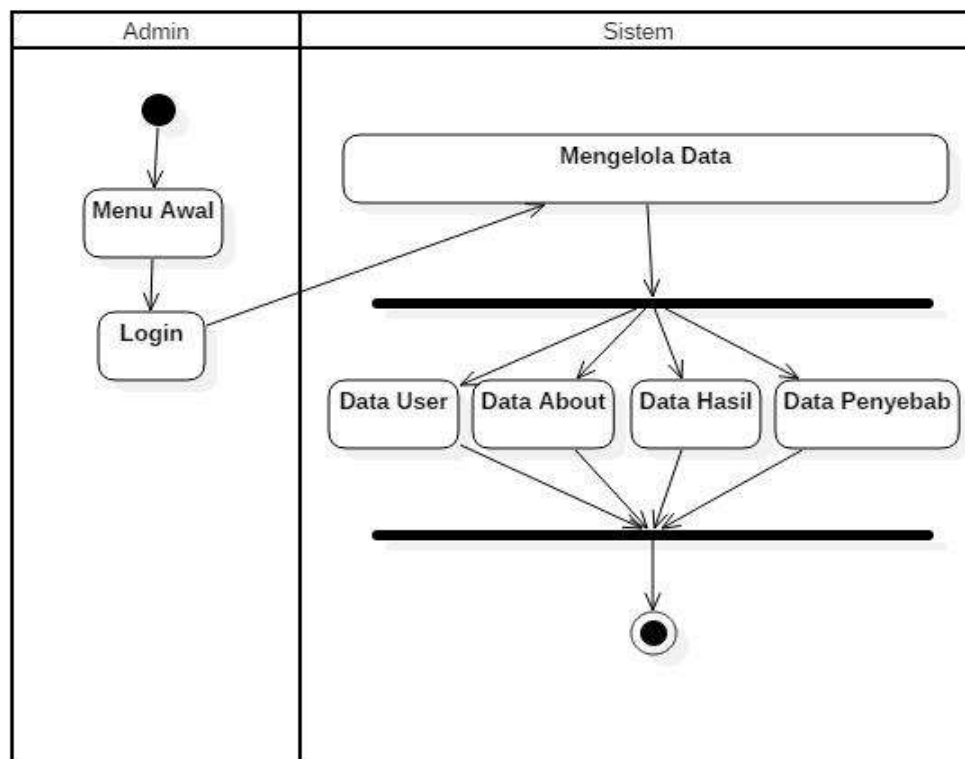 Admin
Sistem
Mengelola Data
Menu Awal
Login
Data User
Data About
Data Hasil
Data Penyebab